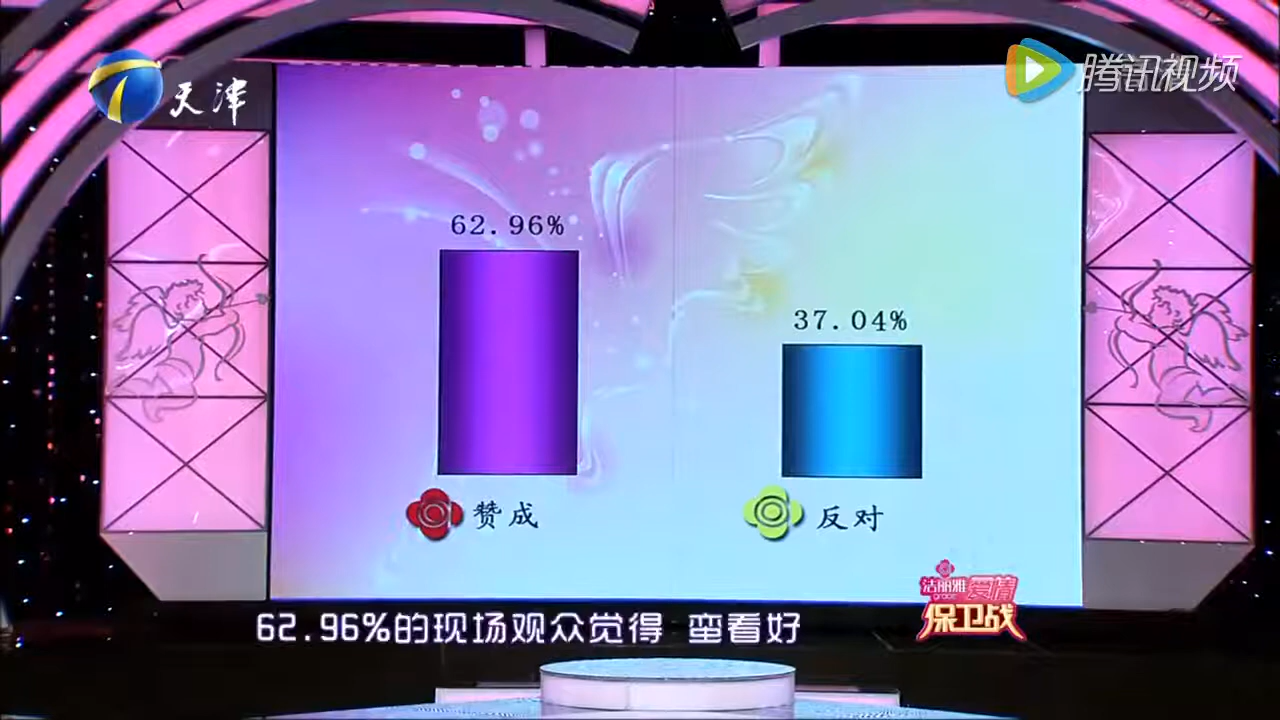 天津
腾讯视频
62.96%
37.04%
赞成
反对
洁丽雅
grace
爱情
保卫战
62.96%的现场观众觉得 蛮看好